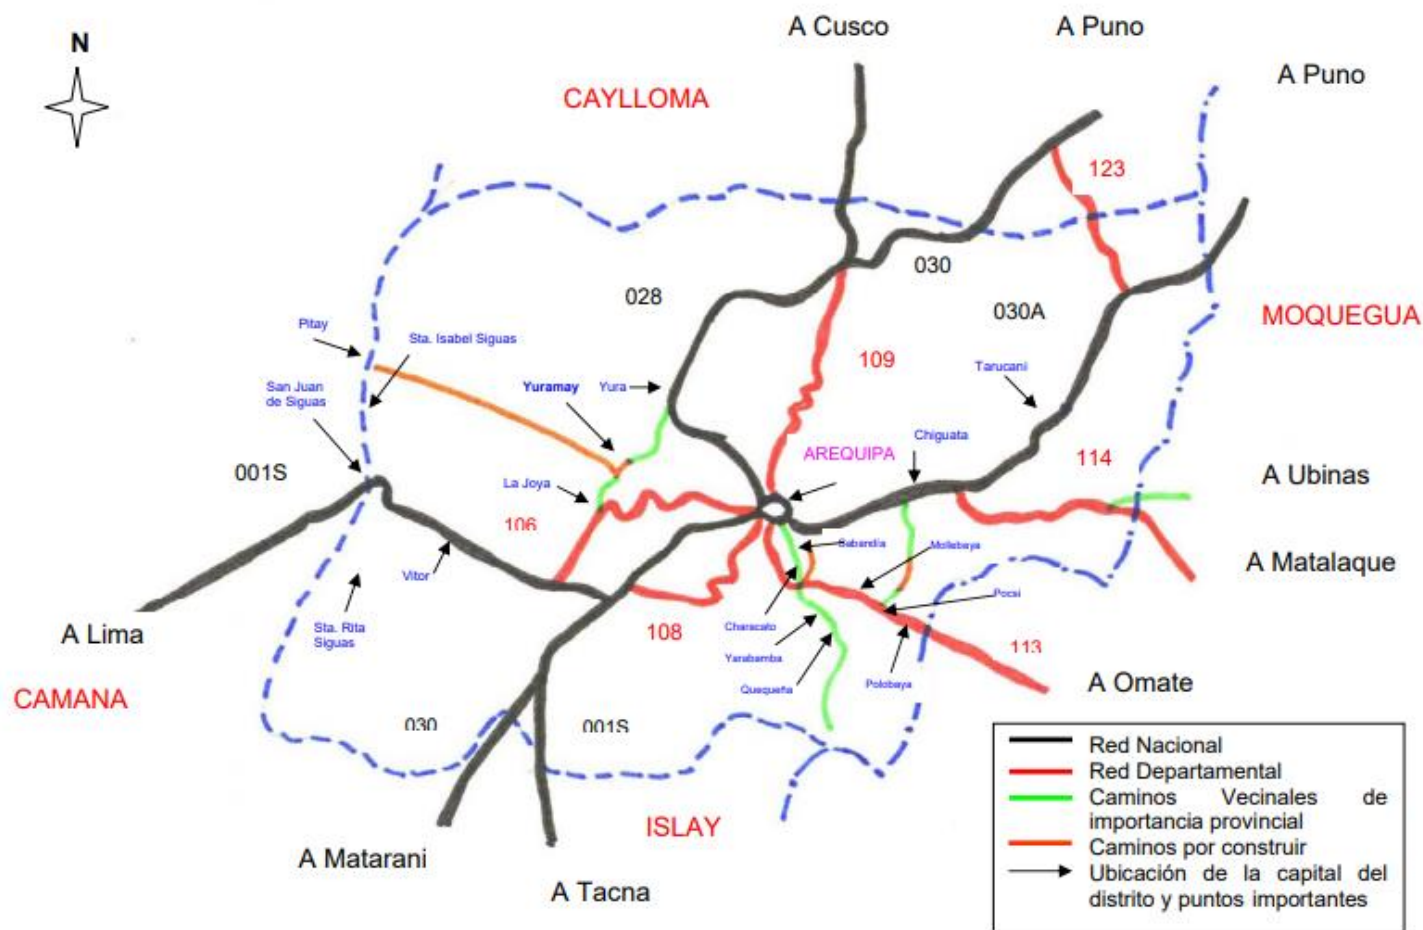 A Cusco
A Puno
N
A Puno
CAYLLOMA
123
030
028
030A
MOQUEGUA
Pitay
Sta. Isabel Siguas
109
Tarucani
San Juan
de Siguas
Yuramay
Yura
Chiguata
AREQUIPA
114
001S
A Ubinas
La Joya
106
Sabandía
Mollebaya
A Matalaque
Vitor
Pocsi
A Lima
Sta. Rita
Siguas
108
Characato
113
Yarabamba
A Omate
CAMANA
Quequeña
Polobaya
030
001S
Red Nacional
Red Departamental
Caminos Vecinales de
importancia provincial
ISLAY
Caminos por construir
A Matarani
Ubicación de la capital del
distrito y puntos importantes
A Tacna